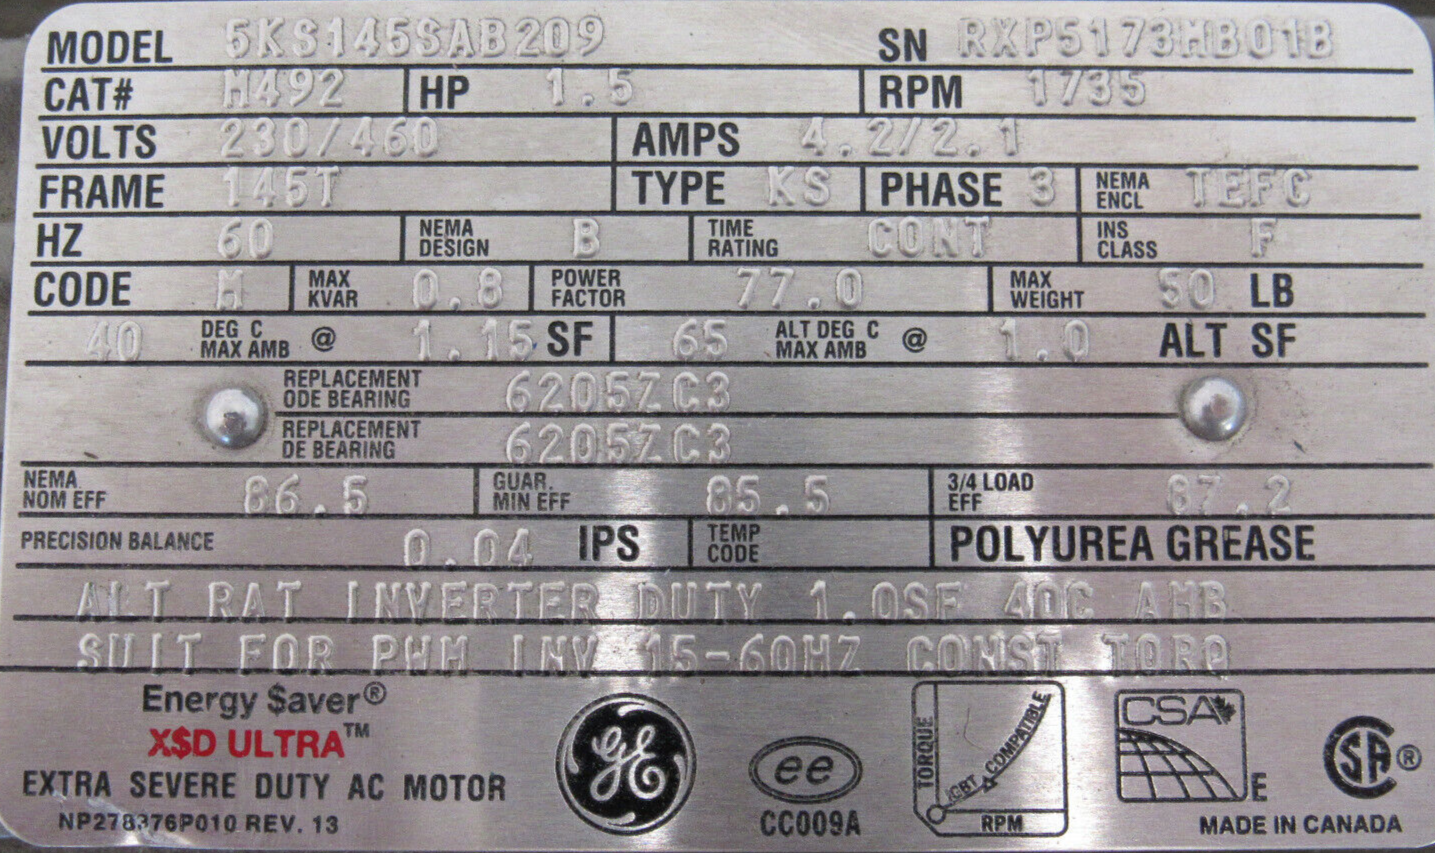 MODEL 5KS145SAB209 SN RXP5173MB01B
CAT# M492 HP 1.5 RPM 1735
VOLTS 230/460 AMPS 4.2/2.1
FRAME 145T TYPE KS PHASE 3 NEMA ENCL TEFC
HZ 60 NEMA DESIGN B TIME RATING CONT INS CLASS F
CODE M MAX KVAR 0.8 POWER FACTOR 77.0 MAX WEIGHT 50 LB
40 DEG C MAX AMB @ 1.15 SF 65 ALT DEG C MAX AMB @ 1.0 ALT SF
REPLACEMENT ODE BEARING 6205ZC3
REPLACEMENT DE BEARING 6205ZC3
NEMA NOM EFF 86.5 GUAR. MIN EFF 85.5 3/4 LOAD EFF 87.2
PRECISION BALANCE 0.04 IPS TEMP CODE POLYUREA GREASE
ALT RAT INVERTER DUTY 1.0SF 40C AMB
SUIT FOR PWM INV 15-60HZ CONST TORQ
Energy $aver®
X$D ULTRA™
EXTRA SEVERE DUTY AC MOTOR
NP278376P010 REV. 13
GE
ee
CC009A
TORQUE
IGBT COMPATIBLE
RPM
CSA
E
SA®
MADE IN CANADA